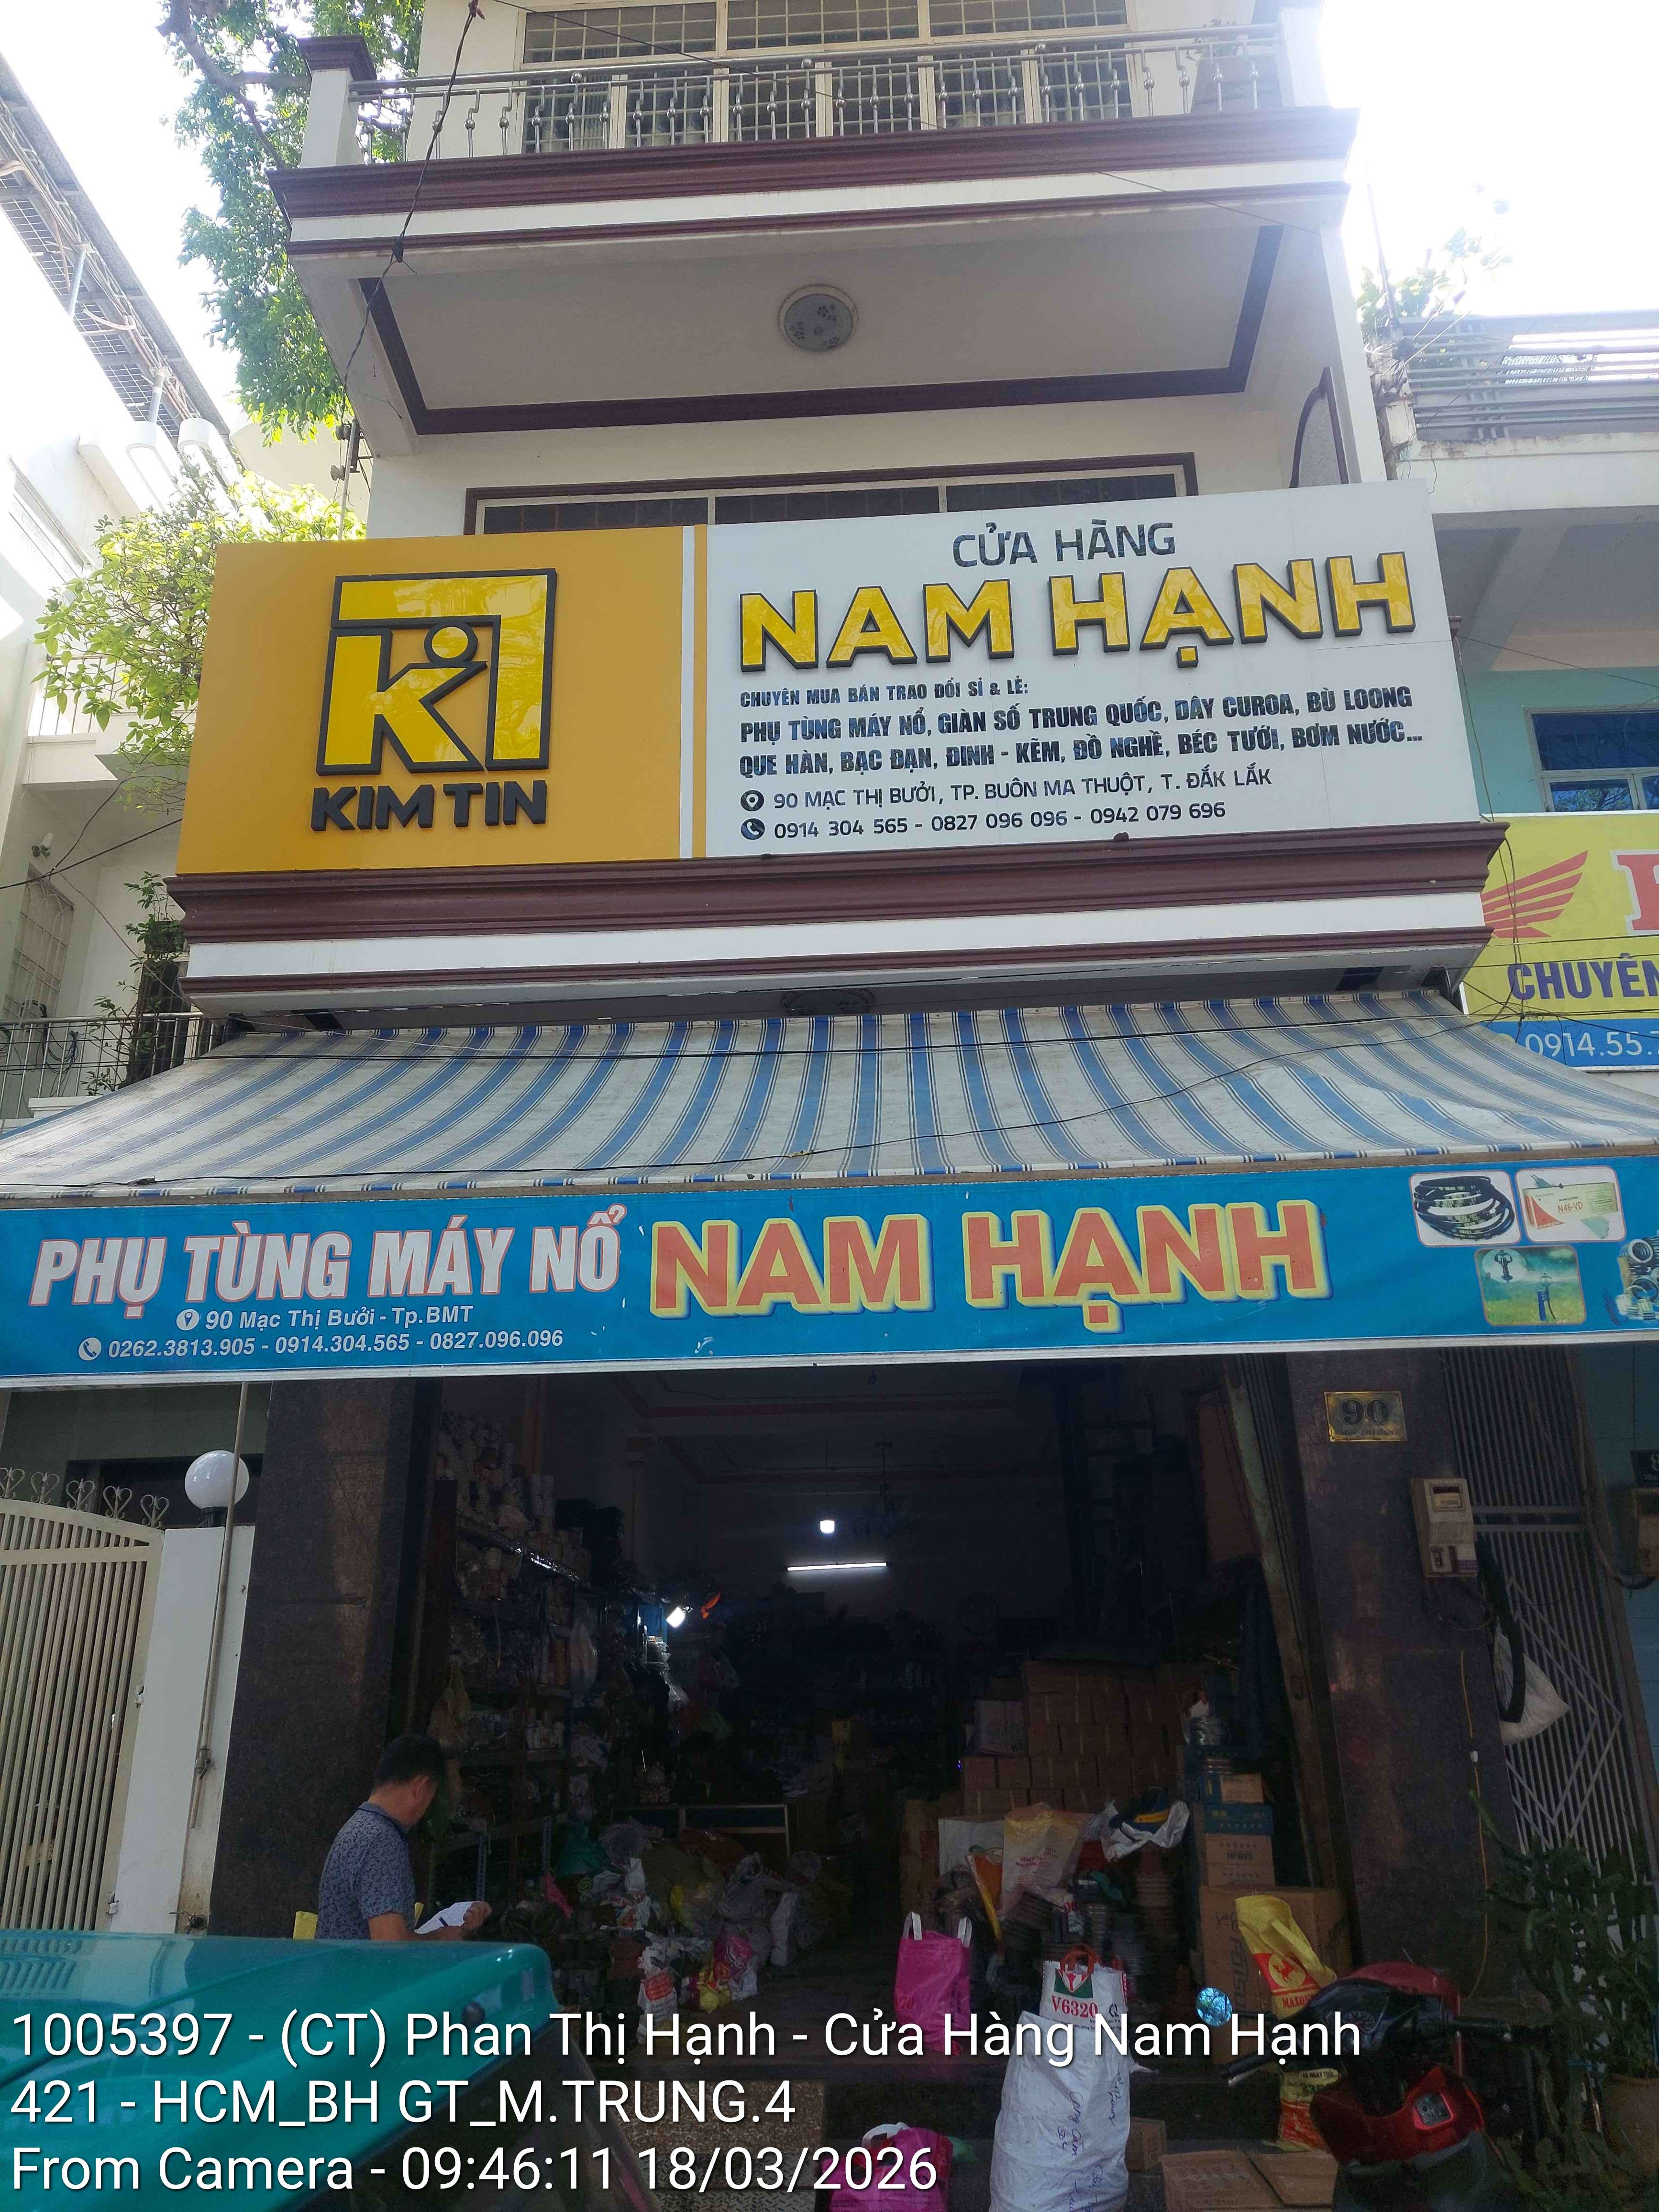 KIM TIN
CỬA HÀNG
NAM HẠNH
CHUYÊN MUA BÁN TRAO ĐỔI SỈ & LẺ:
PHỤ TÙNG MÁY NỔ, GIÀN SỐ TRUNG QUỐC, DÂY CUROA, BÙ LOONG
QUE HÀN, BẠC ĐẠN, ĐINH - KẼM, ĐỒ NGHỀ, BÉC TƯỚI, BƠM NƯỚC...
90 MẠC THỊ BƯỞI, TP. BUÔN MA THUỘT, T. ĐẮK LẮK
0914 304 565 - 0827 096 096 - 0942 079 696
CHUYÊN
0914.55.
PHỤ TÙNG MÁY NỔ NAM HẠNH
90 Mạc Thị Bưởi - Tp.BMT
0262.3813.905 - 0914.304.565 - 0827.096.096
N46-VD
90
V6320
1005397 - (CT) Phan Thị Hạnh - Cửa Hàng Nam Hạnh
421 - HCM_BH GT_M.TRUNG.4
From Camera - 09:46:11 18/03/2026